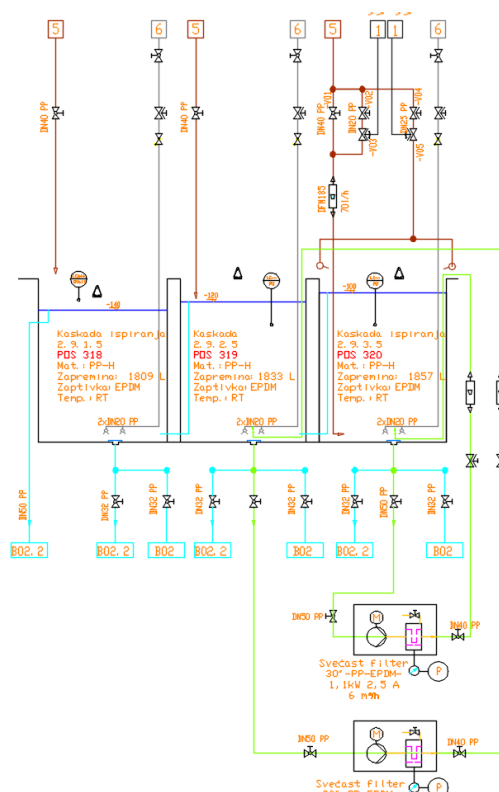 5
6
5
6
5
1
1
6
DN40 PP
DN40 PP
DN40 PP
-V01
DN20 PP
-V02
-V03
DN25 PP
-V04
-V05
DFM185
70l/h
-140
-120
-100
Kaskada ispiranja
2.9.1.5
POS 318
Mat.: PP-H
Zapremina: 1809 L
Zaptivka: EPDM
Temp.: RT
2xDN20 PP
Kaskada ispiranja
2.9.2.5
POS 319
Mat.: PP-H
Zapremina: 1833 L
Zaptivka: EPDM
Temp.: RT
2xDN20 PP
Kaskada ispiranja
2.9.3.5
POS 320
Mat.: PP-H
Zapremina: 1857 L
Zaptivka: EPDM
Temp.: RT
2xDN20 PP
DN50 PP
DN32 PP
DN32 PP
DN32 PP
DN32 PP
DN32 PP
DN50 PP
DN32 PP
B02.2
B02.2
B02
B02.2
B02
B02.2
B02
DN50 PP
M
DN40 PP
P
Svećast filter
30"-PP-EPDM-
1,1kW 2,5 A
DN50 PP
M
DN40 PP
P
Svećast filter